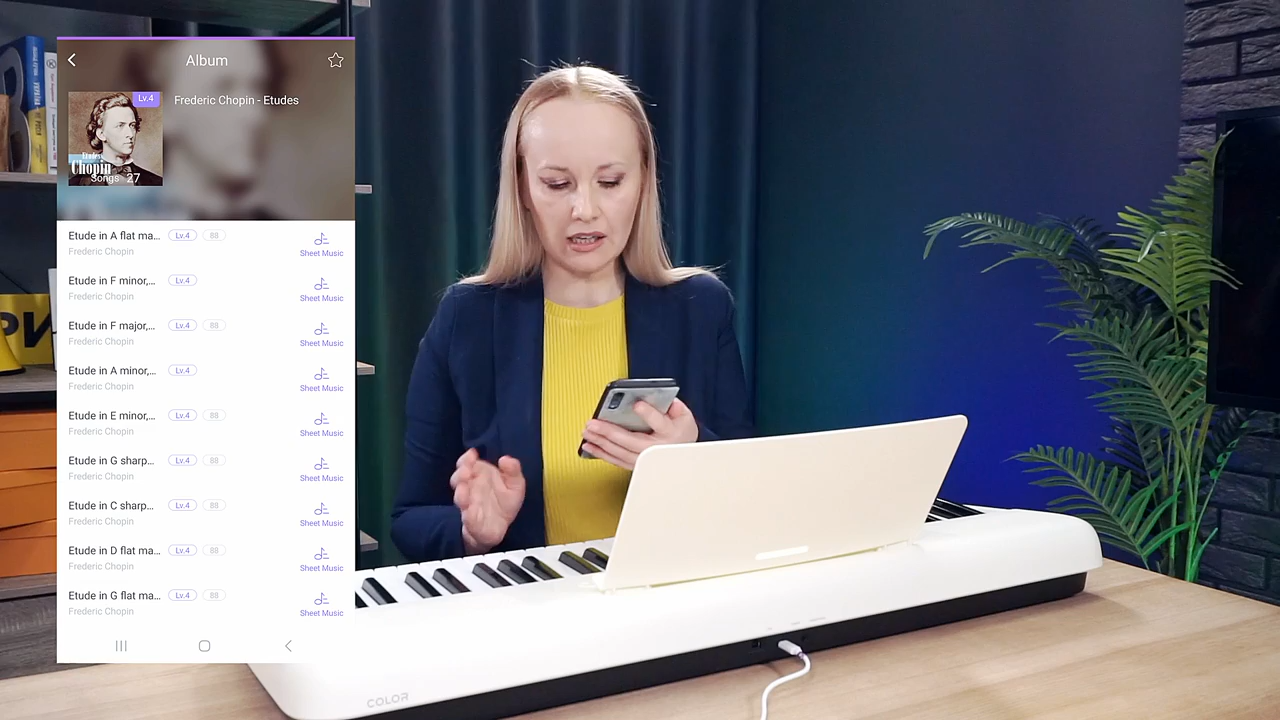 Album
Lv.4
Frederic Chopin - Etudes
Etudes
Chopin
Songs 27
Etude in A flat ma... Lv.4 88
Frederic Chopin
Sheet Music
Etude in F minor,... Lv.4
Frederic Chopin
Sheet Music
Etude in F major,... Lv.4 88
Frederic Chopin
Sheet Music
Etude in A minor,... Lv.4
Frederic Chopin
Sheet Music
Etude in E minor,... Lv.4 88
Frederic Chopin
Sheet Music
Etude in G sharp... Lv.4 88
Frederic Chopin
Sheet Music
Etude in C sharp... Lv.4 88
Frederic Chopin
Sheet Music
Etude in D flat ma... Lv.4 88
Frederic Chopin
Sheet Music
Etude in G flat ma... Lv.4 88
Frederic Chopin
Sheet Music
COLOR